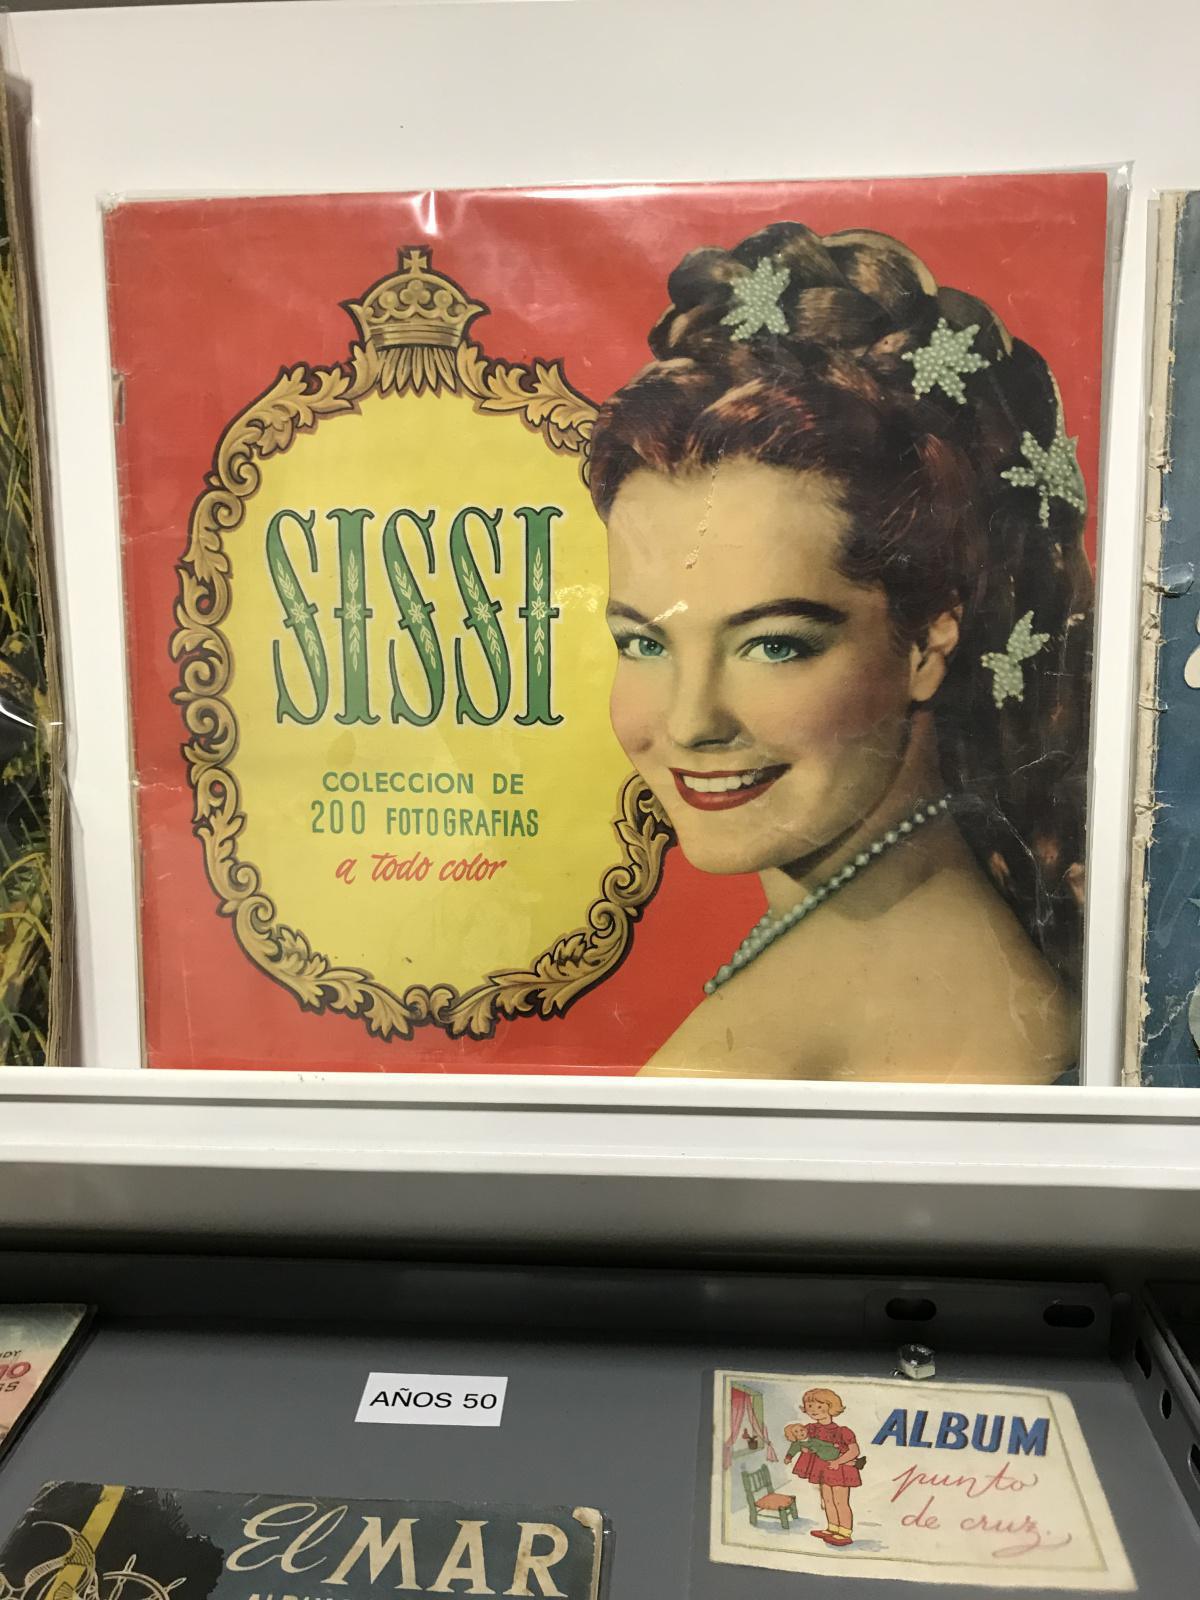 SISSI
COLECCION DE
200 FOTOGRAFIAS
a todo color
AÑOS 50
ALBUM
punto
de cruz.
El MAR